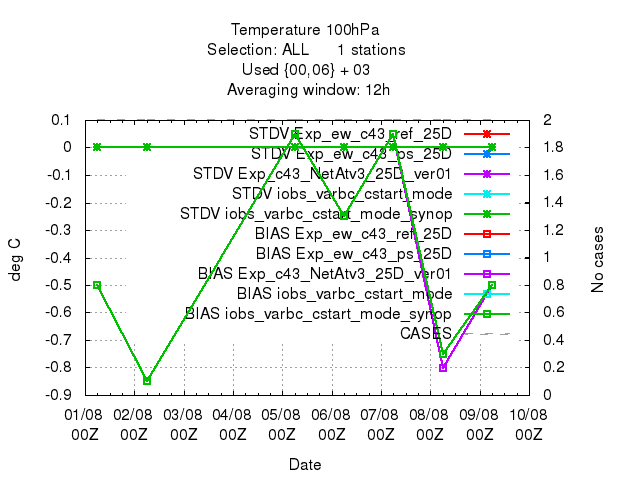 Temperature 100hPa
Selection: ALL 1 stations
Used {00,06} + 03
Averaging window: 12h
0.1
0
-0.1
-0.2
-0.3
-0.4
-0.5
-0.6
-0.7
-0.8
-0.9
deg C
STDV Exp_ew_c43_ref_25D
STDV Exp_ew_c43_ps_25D
STDV Exp_c43_NetAtv3_25D_ver01
STDV iobs_varbc_cstart_mode
STDV iobs_varbc_cstart_mode_synop
BIAS Exp_ew_c43_ref_25D
BIAS Exp_ew_c43_ps_25D
BIAS Exp_c43_NetAtv3_25D_ver01
BIAS iobs_varbc_cstart_mode
BIAS iobs_varbc_cstart_mode_synop
CASES
2
1.8
1.6
1.4
1.2
1
0.8
0.6
0.4
0.2
0
No cases
01/08 02/08 03/08 04/08 05/08 06/08 07/08 08/08 09/08 10/08
00Z 00Z 00Z 00Z 00Z 00Z 00Z 00Z 00Z 00Z
Date